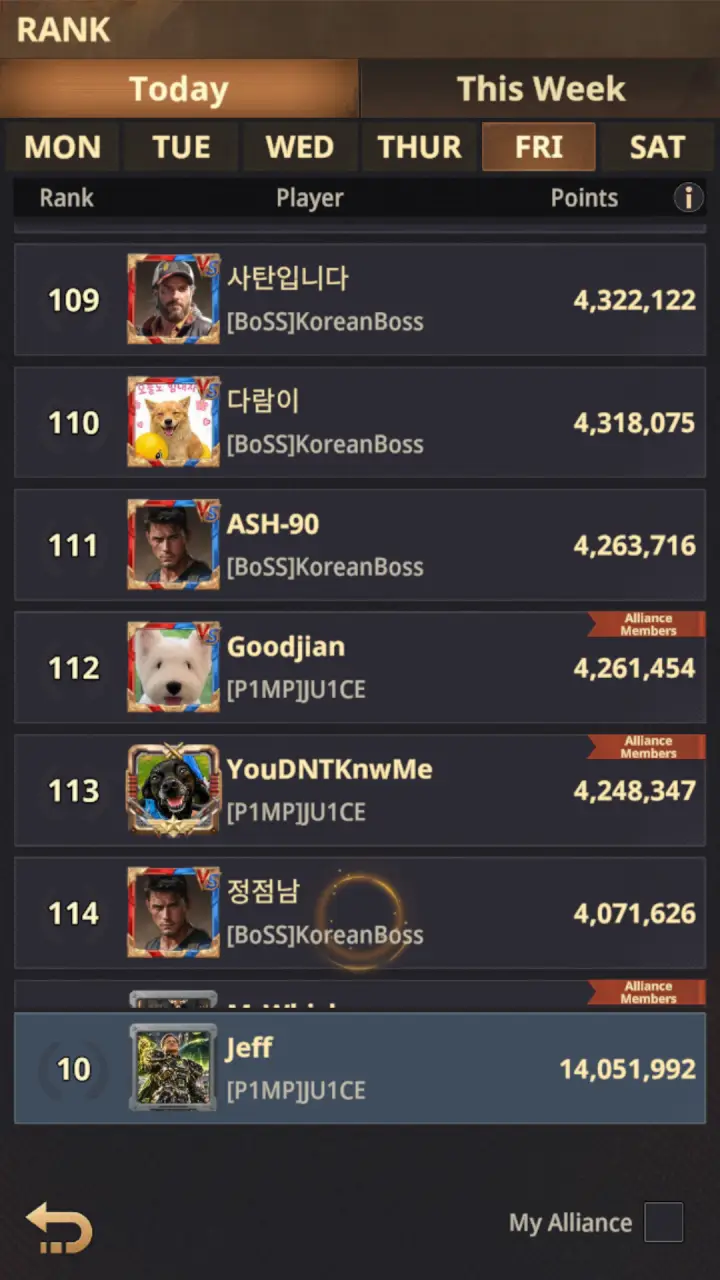 RANK
Today
This Week
MON TUE WED THUR FRI SAT
Rank Player Points
109 사탄입니다 4,322,122
[BoSS]KoreanBoss
110 다람이 4,318,075
[BoSS]KoreanBoss
111 ASH-90 4,263,716
[BoSS]KoreanBoss
Alliance
Members
112 Goodjian 4,261,454
[P1MP]JU1CE
Alliance
Members
113 YouDNTKnwMe 4,248,347
[P1MP]JU1CE
114 정점남 4,071,626
[BoSS]KoreanBoss
Alliance
Members
10 Jeff 14,051,992
[P1MP]JU1CE
My Alliance